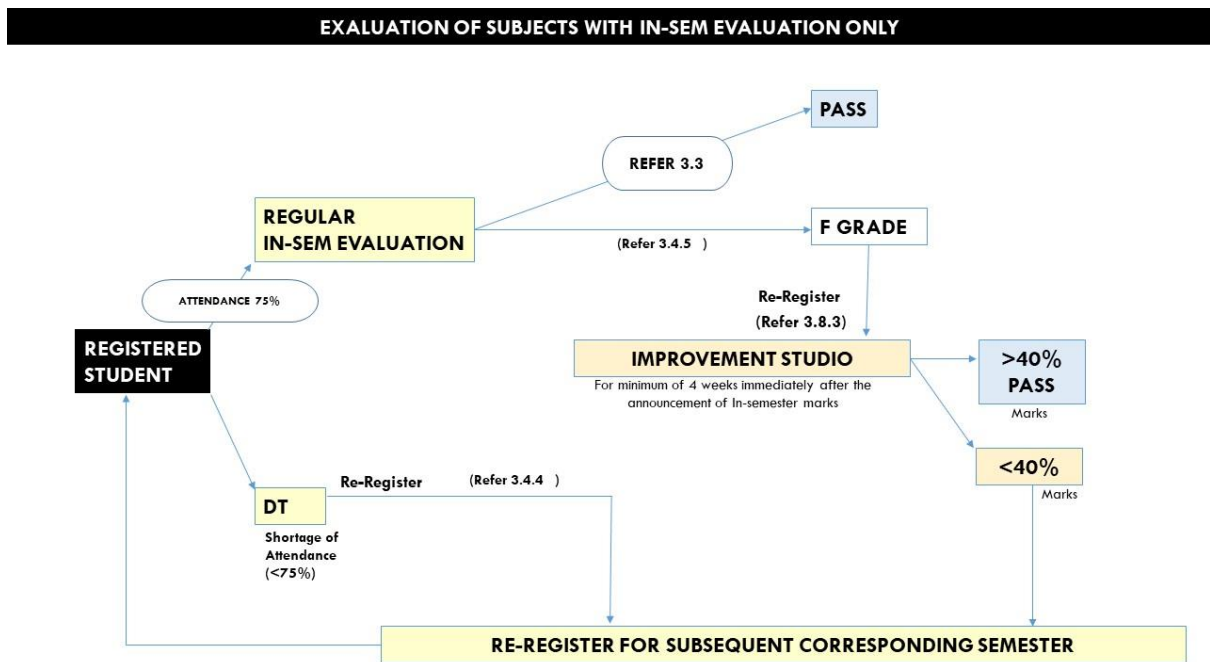 EXALUATION OF SUBJECTS WITH IN-SEM EVALUATION ONLY
PASS
REFER 3.3
REGULAR
IN-SEM EVALUATION
(Refer 3.4.5 )
F GRADE
ATTENDANCE 75%
Re-Register
(Refer 3.8.3)
REGISTERED
STUDENT
IMPROVEMENT STUDIO
For minimum of 4 weeks immediately after the
announcement of In-semester marks
>40%
PASS
Marks
<40%
Marks
Re-Register (Refer 3.4.4 )
DT
Shortage of
Attendance
(<75%)
RE-REGISTER FOR SUBSEQUENT CORRESPONDING SEMESTER